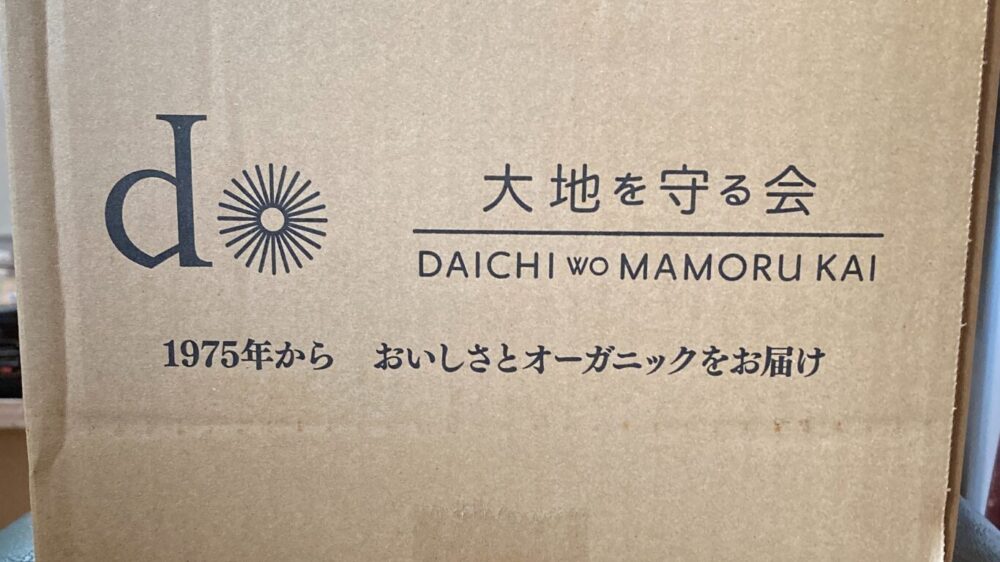 do
大地を守る会
DAICHI WO MAMORU KAI
1975年から　おいしさとオーガニックをお届け